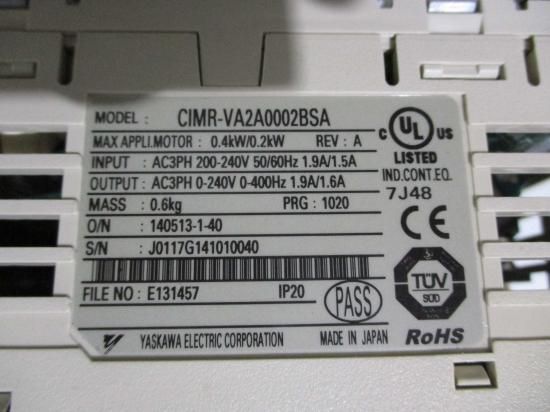 MODEL : CIMR-VA2A0002BSA
MAX APPLI.MOTOR : 0.4kW/0.2kW REV : A
INPUT : AC3PH 200-240V 50/60Hz 1.9A/1.5A
OUTPUT : AC3PH 0-240V 0-400Hz 1.9A/1.6A
MASS : 0.6kg PRG : 1020
O/N : 140513-1-40
S/N : J0117G141010040
FILE NO : E131457 IP20 PASS
YASKAWA ELECTRIC CORPORATION MADE IN JAPAN
C UL US
LISTED
IND.CONT.EQ.
7J48
CE
TÜV
SÜD
RoHS